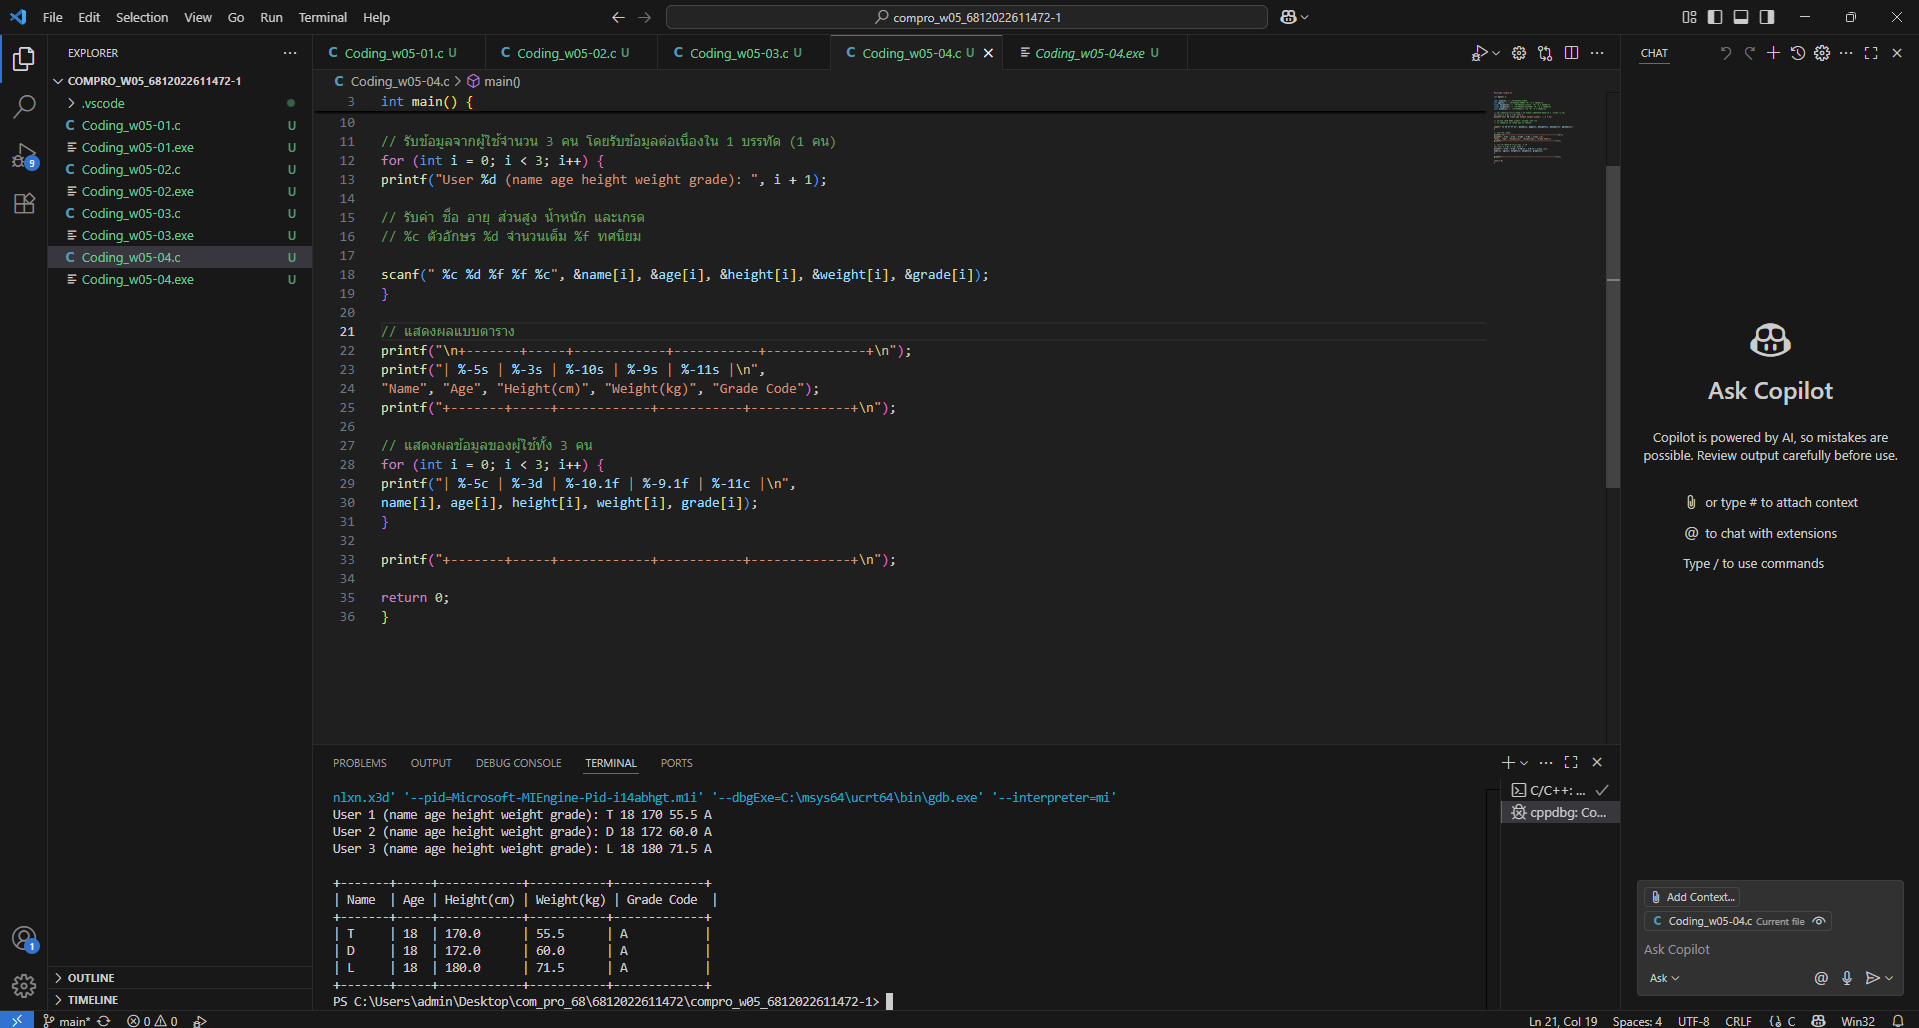 File Edit Selection View Go Run Terminal Help
compro_w05_6812022611472-1
EXPLORER
COMPRO_W05_6812022611472-1
.vscode
Coding_w05-01.c U
Coding_w05-01.exe U
Coding_w05-02.c U
Coding_w05-02.exe U
Coding_w05-03.c U
Coding_w05-03.exe U
Coding_w05-04.c U
Coding_w05-04.exe U
OUTLINE
TIMELINE
9
1
Coding_w05-01.c U
Coding_w05-02.c U
Coding_w05-03.c U
Coding_w05-04.c U
Coding_w05-04.exe U
Coding_w05-04.c > main()
3 int main() {
10
11 // รับข้อมูลจากผู้ใช้จำนวน 3 คน โดยรับข้อมูลต่อเนื่องใน 1 บรรทัด (1 คน)
12 for (int i = 0; i < 3; i++) {
13 printf("User %d (name age height weight grade): ", i + 1);
14
15 // รับค่า ชื่อ อายุ ส่วนสูง น้ำหนัก และเกรด
16 // %c ตัวอักษร %d จำนวนเต็ม %f ทศนิยม
17
18 scanf(" %c %d %f %f %c", &name[i], &age[i], &height[i], &weight[i], &grade[i]);
19 }
20
21 // แสดงผลแบบตาราง
22 printf("\n+-------+-----+------------+-----------+-------------+\n");
23 printf("| %-5s | %-3s | %-10s | %-9s | %-11s |\n",
24 "Name", "Age", "Height(cm)", "Weight(kg)", "Grade Code");
25 printf("+-------+-----+------------+-----------+-------------+\n");
26
27 // แสดงผลข้อมูลของผู้ใช้ทั้ง 3 คน
28 for (int i = 0; i < 3; i++) {
29 printf("| %-5c | %-3d | %-10.1f | %-9.1f | %-11c |\n",
30 name[i], age[i], height[i], weight[i], grade[i]);
31 }
32
33 printf("+-------+-----+------------+-----------+-------------+\n");
34
35 return 0;
36 }
PROBLEMS OUTPUT DEBUG CONSOLE TERMINAL PORTS
nlxn.x3d' '--pid=Microsoft-MIEngine-Pid-i14abhgt.m1i' '--dbgExe=C:\msys64\ucrt64\bin\gdb.exe' '--interpreter=mi'
User 1 (name age height weight grade): T 18 170 55.5 A
User 2 (name age height weight grade): D 18 172 60.0 A
User 3 (name age height weight grade): L 18 180 71.5 A
+-------+-----+------------+-----------+-------------+
| Name  | Age | Height(cm) | Weight(kg) | Grade Code  |
+-------+-----+------------+-----------+-------------+
| T     | 18  | 170.0      | 55.5      | A           |
| D     | 18  | 172.0      | 60.0      | A           |
| L     | 18  | 180.0      | 71.5      | A           |
+-------+-----+------------+-----------+-------------+
PS C:\Users\admin\Desktop\com_pro_68\6812022611472\compro_w05_6812022611472-1>
C/C++: ...
cppdbg: Co...
CHAT
Ask Copilot
Copilot is powered by AI, so mistakes are
possible. Review output carefully before use.
or type # to attach context
@ to chat with extensions
Type / to use commands
Add Context...
Coding_w05-04.c Current file
Ask Copilot
Ask
main* 0 0
Ln 21, Col 19 Spaces: 4 UTF-8 CRLF {} C Win32